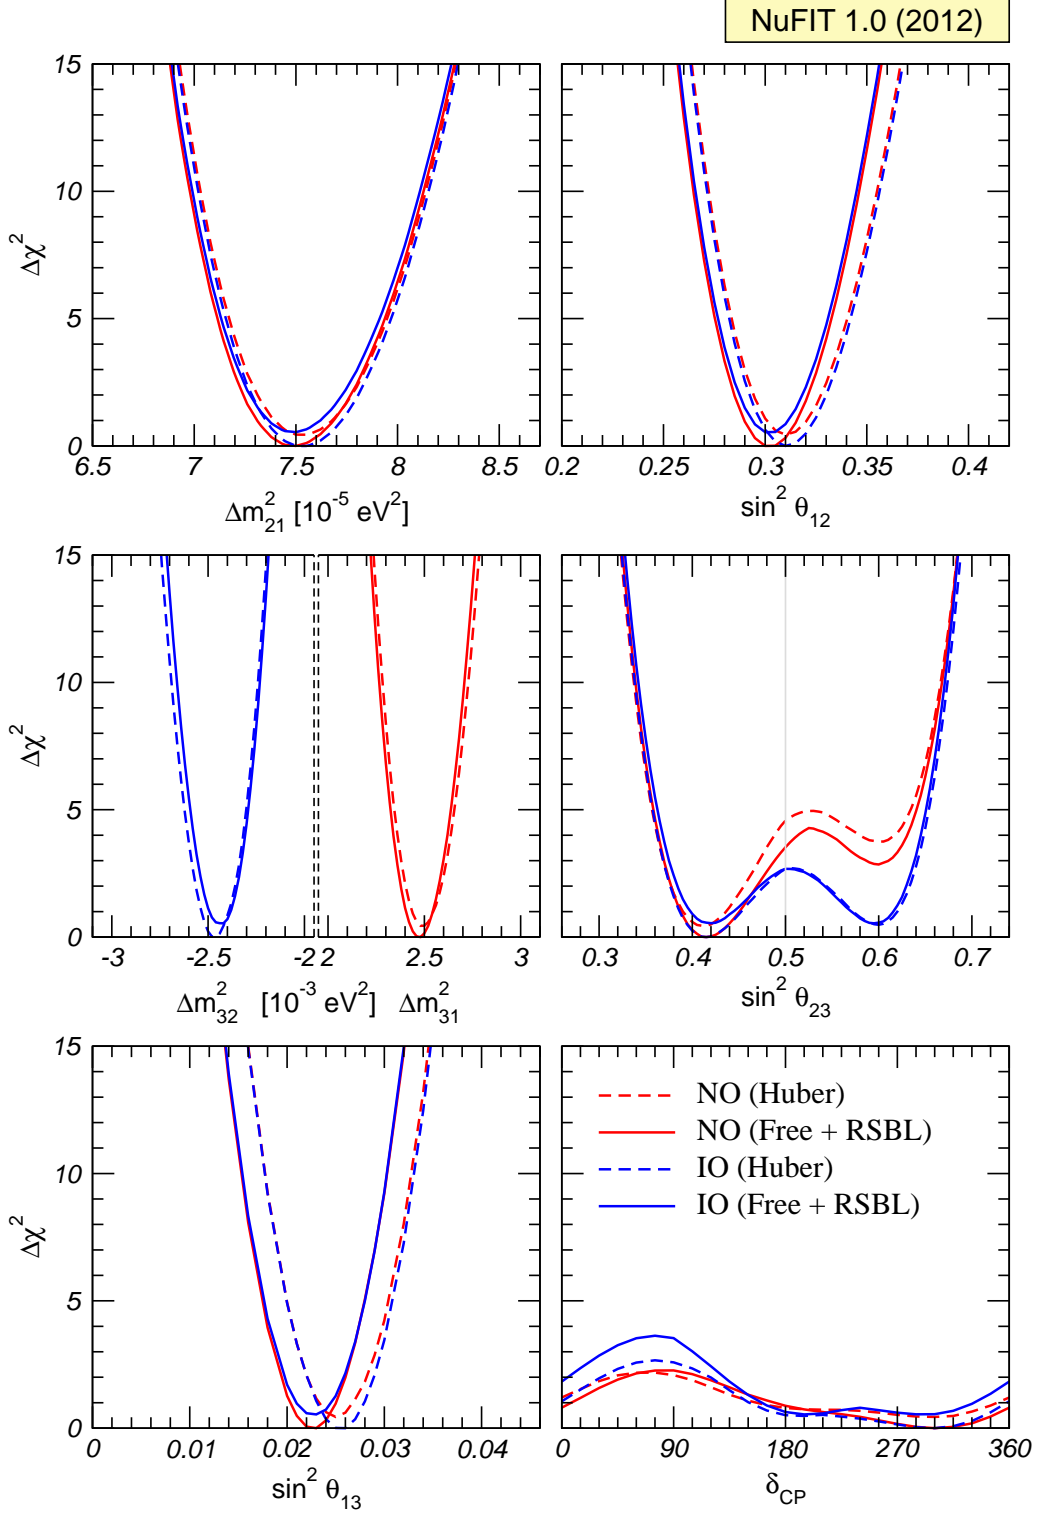 NuFIT 1.0 (2012)
15
10
5
0
Δχ²
6.5 7 7.5 8 8.5
Δm²₂₁ [10⁻⁵ eV²]
0.2 0.25 0.3 0.35 0.4
sin² θ₁₂
15
10
5
0
Δχ²
-3 -2.5 -2 2 2.5 3
Δm²₃₂ [10⁻³ eV²] Δm²₃₁
0.3 0.4 0.5 0.6 0.7
sin² θ₂₃
15
10
5
0
Δχ²
0 0.01 0.02 0.03 0.04
sin² θ₁₃
NO (Huber)
NO (Free + RSBL)
IO (Huber)
IO (Free + RSBL)
0 90 180 270 360
δ_CP